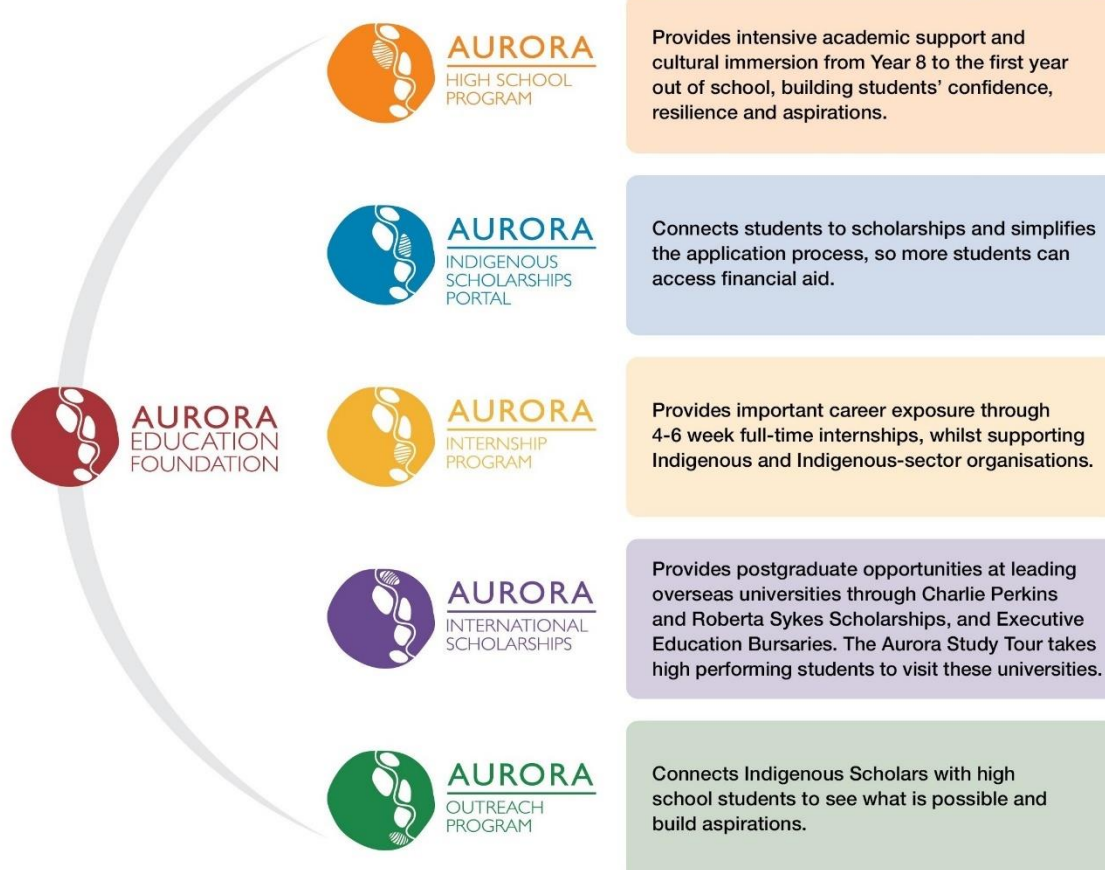 AURORA
EDUCATION
FOUNDATION
AURORA
HIGH SCHOOL
PROGRAM
Provides intensive academic support and
cultural immersion from Year 8 to the first year
out of school, building students’ confidence,
resilience and aspirations.
AURORA
INDIGENOUS
SCHOLARSHIPS
PORTAL
Connects students to scholarships and simplifies
the application process, so more students can
access financial aid.
AURORA
INTERNSHIP
PROGRAM
Provides important career exposure through
4-6 week full-time internships, whilst supporting
Indigenous and Indigenous-sector organisations.
AURORA
INTERNATIONAL
SCHOLARSHIPS
Provides postgraduate opportunities at leading
overseas universities through Charlie Perkins
and Roberta Sykes Scholarships, and Executive
Education Bursaries. The Aurora Study Tour takes
high performing students to visit these universities.
AURORA
OUTREACH
PROGRAM
Connects Indigenous Scholars with high
school students to see what is possible and
build aspirations.